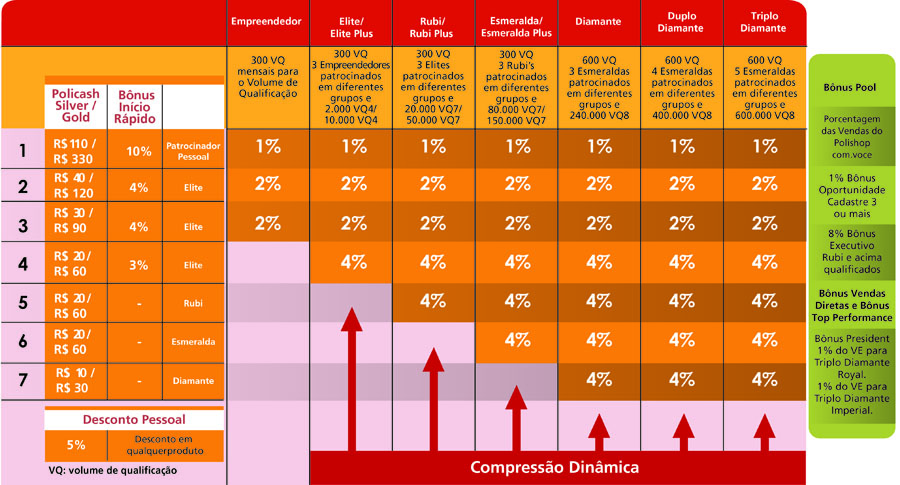 Empreendedor
Elite/
Elite Plus
Rubi/
Rubi Plus
Esmeralda/
Esmeralda Plus
Diamante
Duplo
Diamante
Triplo
Diamante
300 VQ
mensais para
o Volume de
Qualificação
300 VQ
3 Empreendedores
patrocinados
em diferentes
grupos e
2.000 VQ4/
10.000 VQ4
300 VQ
3 Elites
patrocinados
em diferentes
grupos e
20.000 VQ7/
50.000 VQ7
300 VQ
3 Rubi's
patrocinados
em diferentes
grupos e
80.000 VQ7/
150.000 VQ7
600 VQ
3 Esmeraldas
patrocinados
em diferentes
grupos e
240.000 VQ8
600 VQ
4 Esmeraldas
patrocinados
em diferentes
grupos e
400.000 VQ8
600 VQ
5 Esmeraldas
patrocinados
em diferentes
grupos e
600.000 VQ8
Policash
Silver /
Gold
Bônus
Início
Rápido
1
R$ 110 /
R$ 330
10%
Patrocinador
Pessoal
1% 1% 1% 1% 1% 1% 1%
2
R$ 40 /
R$ 120
4%
Elite
2% 2% 2% 2% 2% 2% 2%
3
R$ 30 /
R$ 90
4%
Elite
2% 2% 2% 2% 2% 2% 2%
4
R$ 20/
R$ 60
3%
Elite
4% 4% 4% 4% 4% 4%
5
R$ 20/
R$ 60
-
Rubi
4% 4% 4% 4% 4%
6
R$ 20/
R$ 60
-
Esmeralda
4% 4% 4% 4%
7
R$ 10 /
R$ 30
-
Diamante
4% 4% 4%
Desconto Pessoal
5%
Desconto em
qualquerproduto
VQ: volume de qualificação
Compressão Dinâmica
Bônus Pool
Porcentagem
das Vendas do
Polishop
com.voce
1% Bônus
Oportunidade
Cadastre 3
ou mais
8% Bônus
Executivo
Rubi e acima
qualificados
Bônus Vendas
Diretas e Bônus
Top Performance
Bônus President
1% do VE para
Triplo Diamante
Royal.
1% do VE para
Triplo Diamante
Imperial.